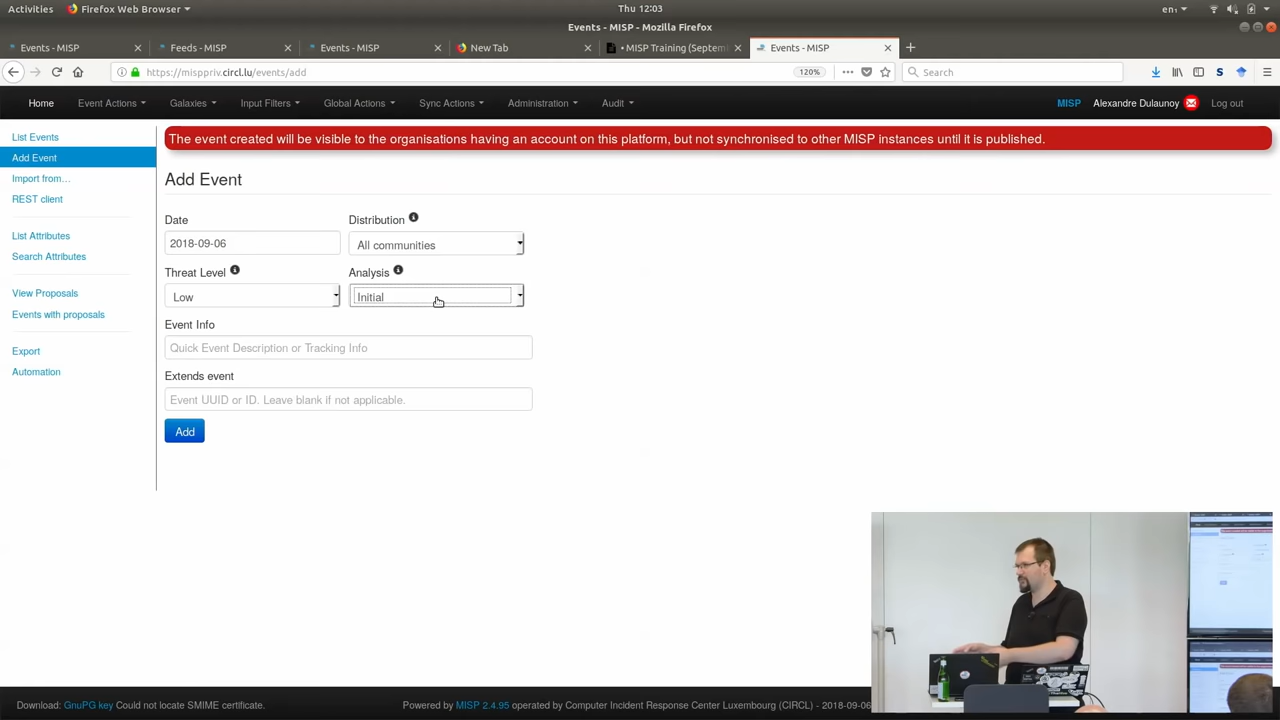 Activities
Firefox Web Browser
Thu 12:03
en₁
Events - MISP - Mozilla Firefox
Events - MISP
Feeds - MISP
Events - MISP
New Tab
• MISP Training (Septem
Events - MISP
https://misppriv.circl.lu/events/add
120%
Search
Home
Event Actions
Galaxies
Input Filters
Global Actions
Sync Actions
Administration
Audit
MISP
Alexandre Dulaunoy
Log out
List Events
Add Event
Import from…
REST client
List Attributes
Search Attributes
View Proposals
Events with proposals
Export
Automation
The event created will be visible to the organisations having an account on this platform, but not synchronised to other MISP instances until it is published.
Add Event
Date
Distribution
2018-09-06
All communities
Threat Level
Analysis
Low
Initial
Event Info
Quick Event Description or Tracking Info
Extends event
Event UUID or ID. Leave blank if not applicable.
Add
Download: GnuPG key Could not locate SMIME certificate.
Powered by MISP 2.4.95 operated by Computer Incident Response Center Luxembourg (CIRCL) - 2018-09-06